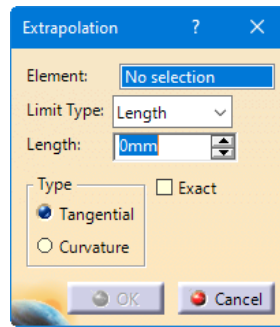 Extrapolation ? ×
Element: No selection
Limit Type: Length
Length: 0mm
Type
Exact
Tangential
Curvature
OK Cancel